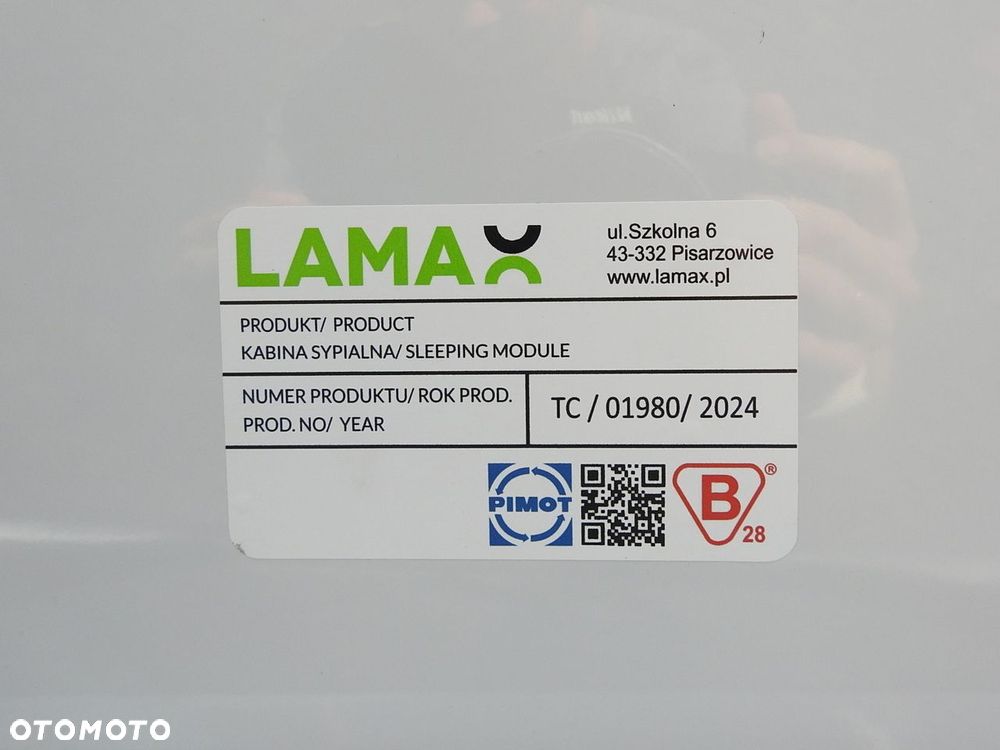 Nikon
LAMAX
ul.Szkolna 6
43-332 Pisarzowice
www.lamax.pl
PRODUKT/ PRODUCT
KABINA SYPIALNA/ SLEEPING MODULE
NUMER PRODUKTU/ ROK PROD.
PROD. NO/ YEAR
TC / 01980/ 2024
PIMOT
B ®
28
OTOMOTO